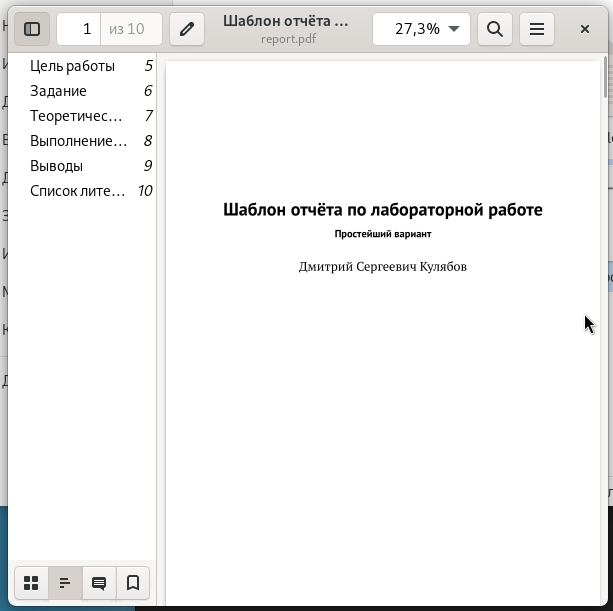 1 из 10
Шаблон отчёта ...
report.pdf
27,3%
Цель работы 5
Задание 6
Теоретичес... 7
Выполнение... 8
Выводы 9
Список лите... 10
Шаблон отчёта по лабораторной работе
Простейший вариант
Дмитрий Сергеевич Кулябов